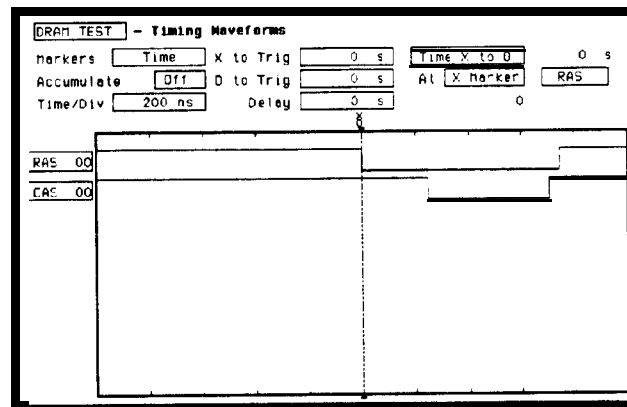 DRAM TEST - Timing Waveforms
Markers Time X to Trig 0 s Time X to O 0 s
Accumulate Off O to Trig 0 s At X Marker RAS
Time/Div 200 ns Delay 0 s 0
X
O
RAS 00
CAS 00